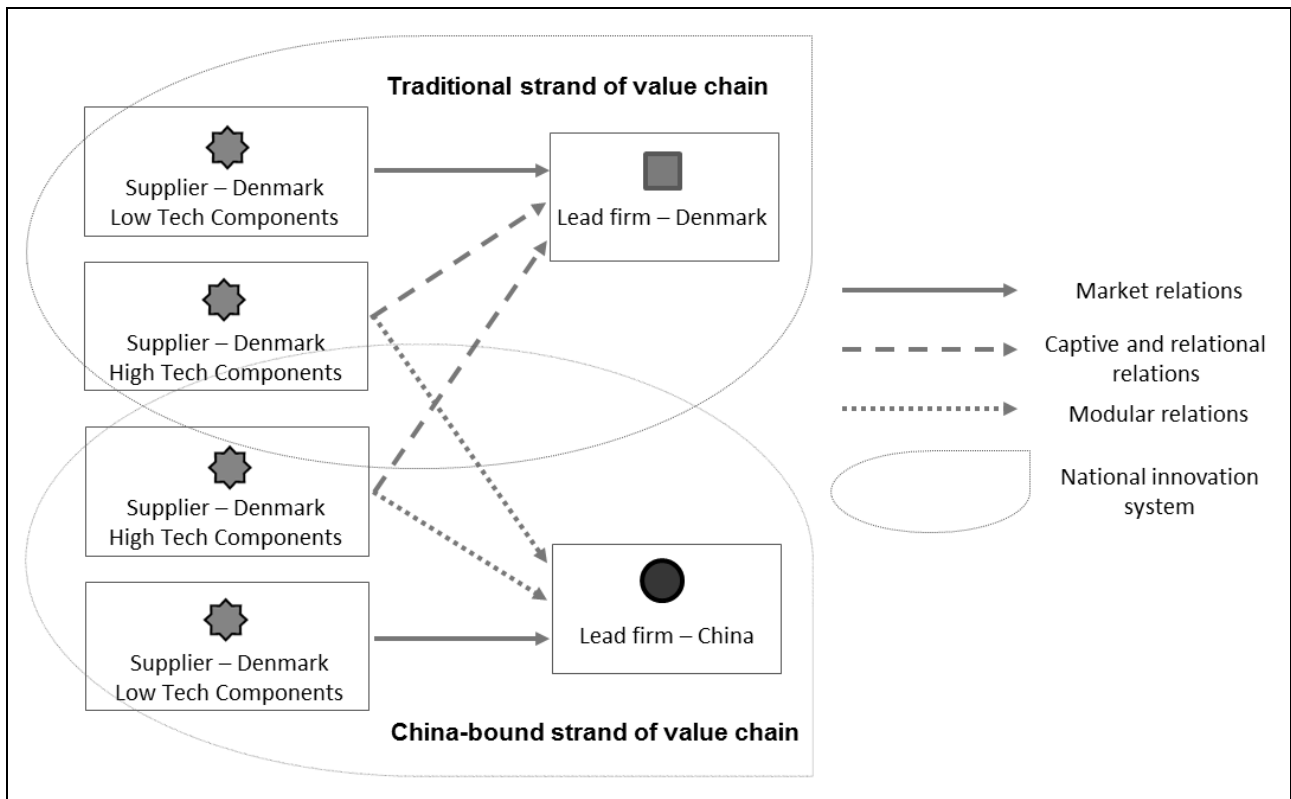 Traditional strand of value chain
Supplier – Denmark
Low Tech Components
Lead firm – Denmark
Supplier – Denmark
High Tech Components
Supplier – Denmark
High Tech Components
Supplier – Denmark
Low Tech Components
Lead firm – China
China-bound strand of value chain
Market relations
Captive and relational
relations
Modular relations
National innovation
system